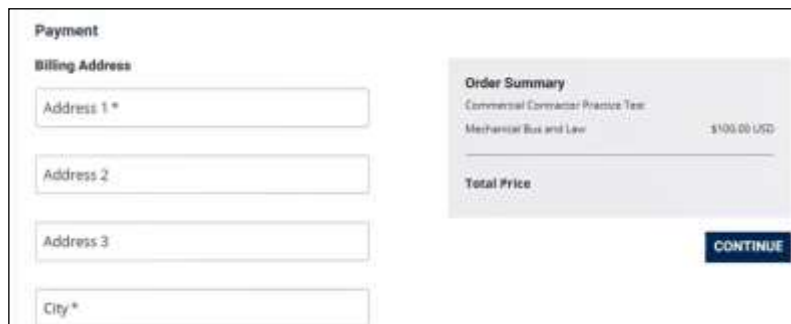 Payment
Billing Address
Address 1 *
Address 2
Address 3
City *
Order Summary
Commercial Contractor Practice Test
Mechanical Bus and Law $100.00 USD
Total Price
CONTINUE